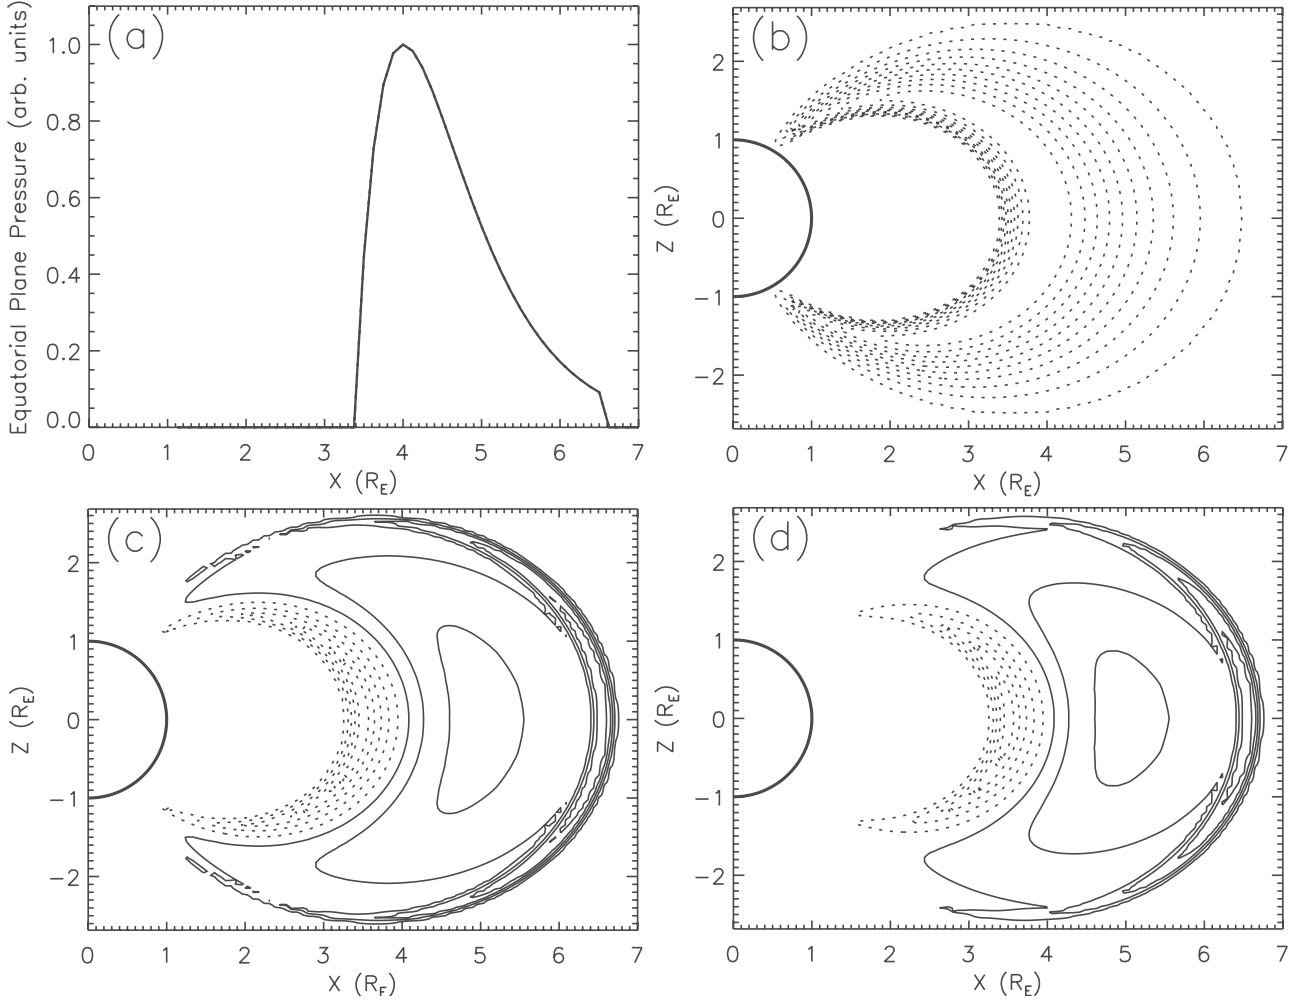 (a)
Equatorial Plane Pressure (arb. units)
1.0
0.8
0.6
0.4
0.2
0.0
0 1 2 3 4 5 6 7
X (R_E)
(b)
Z (R_E)
2
1
0
−1
−2
0 1 2 3 4 5 6 7
X (R_E)
(c)
Z (R_E)
2
1
0
−1
−2
0 1 2 3 4 5 6 7
X (R_E)
(d)
Z (R_E)
2
1
0
−1
−2
0 1 2 3 4 5 6 7
X (R_E)